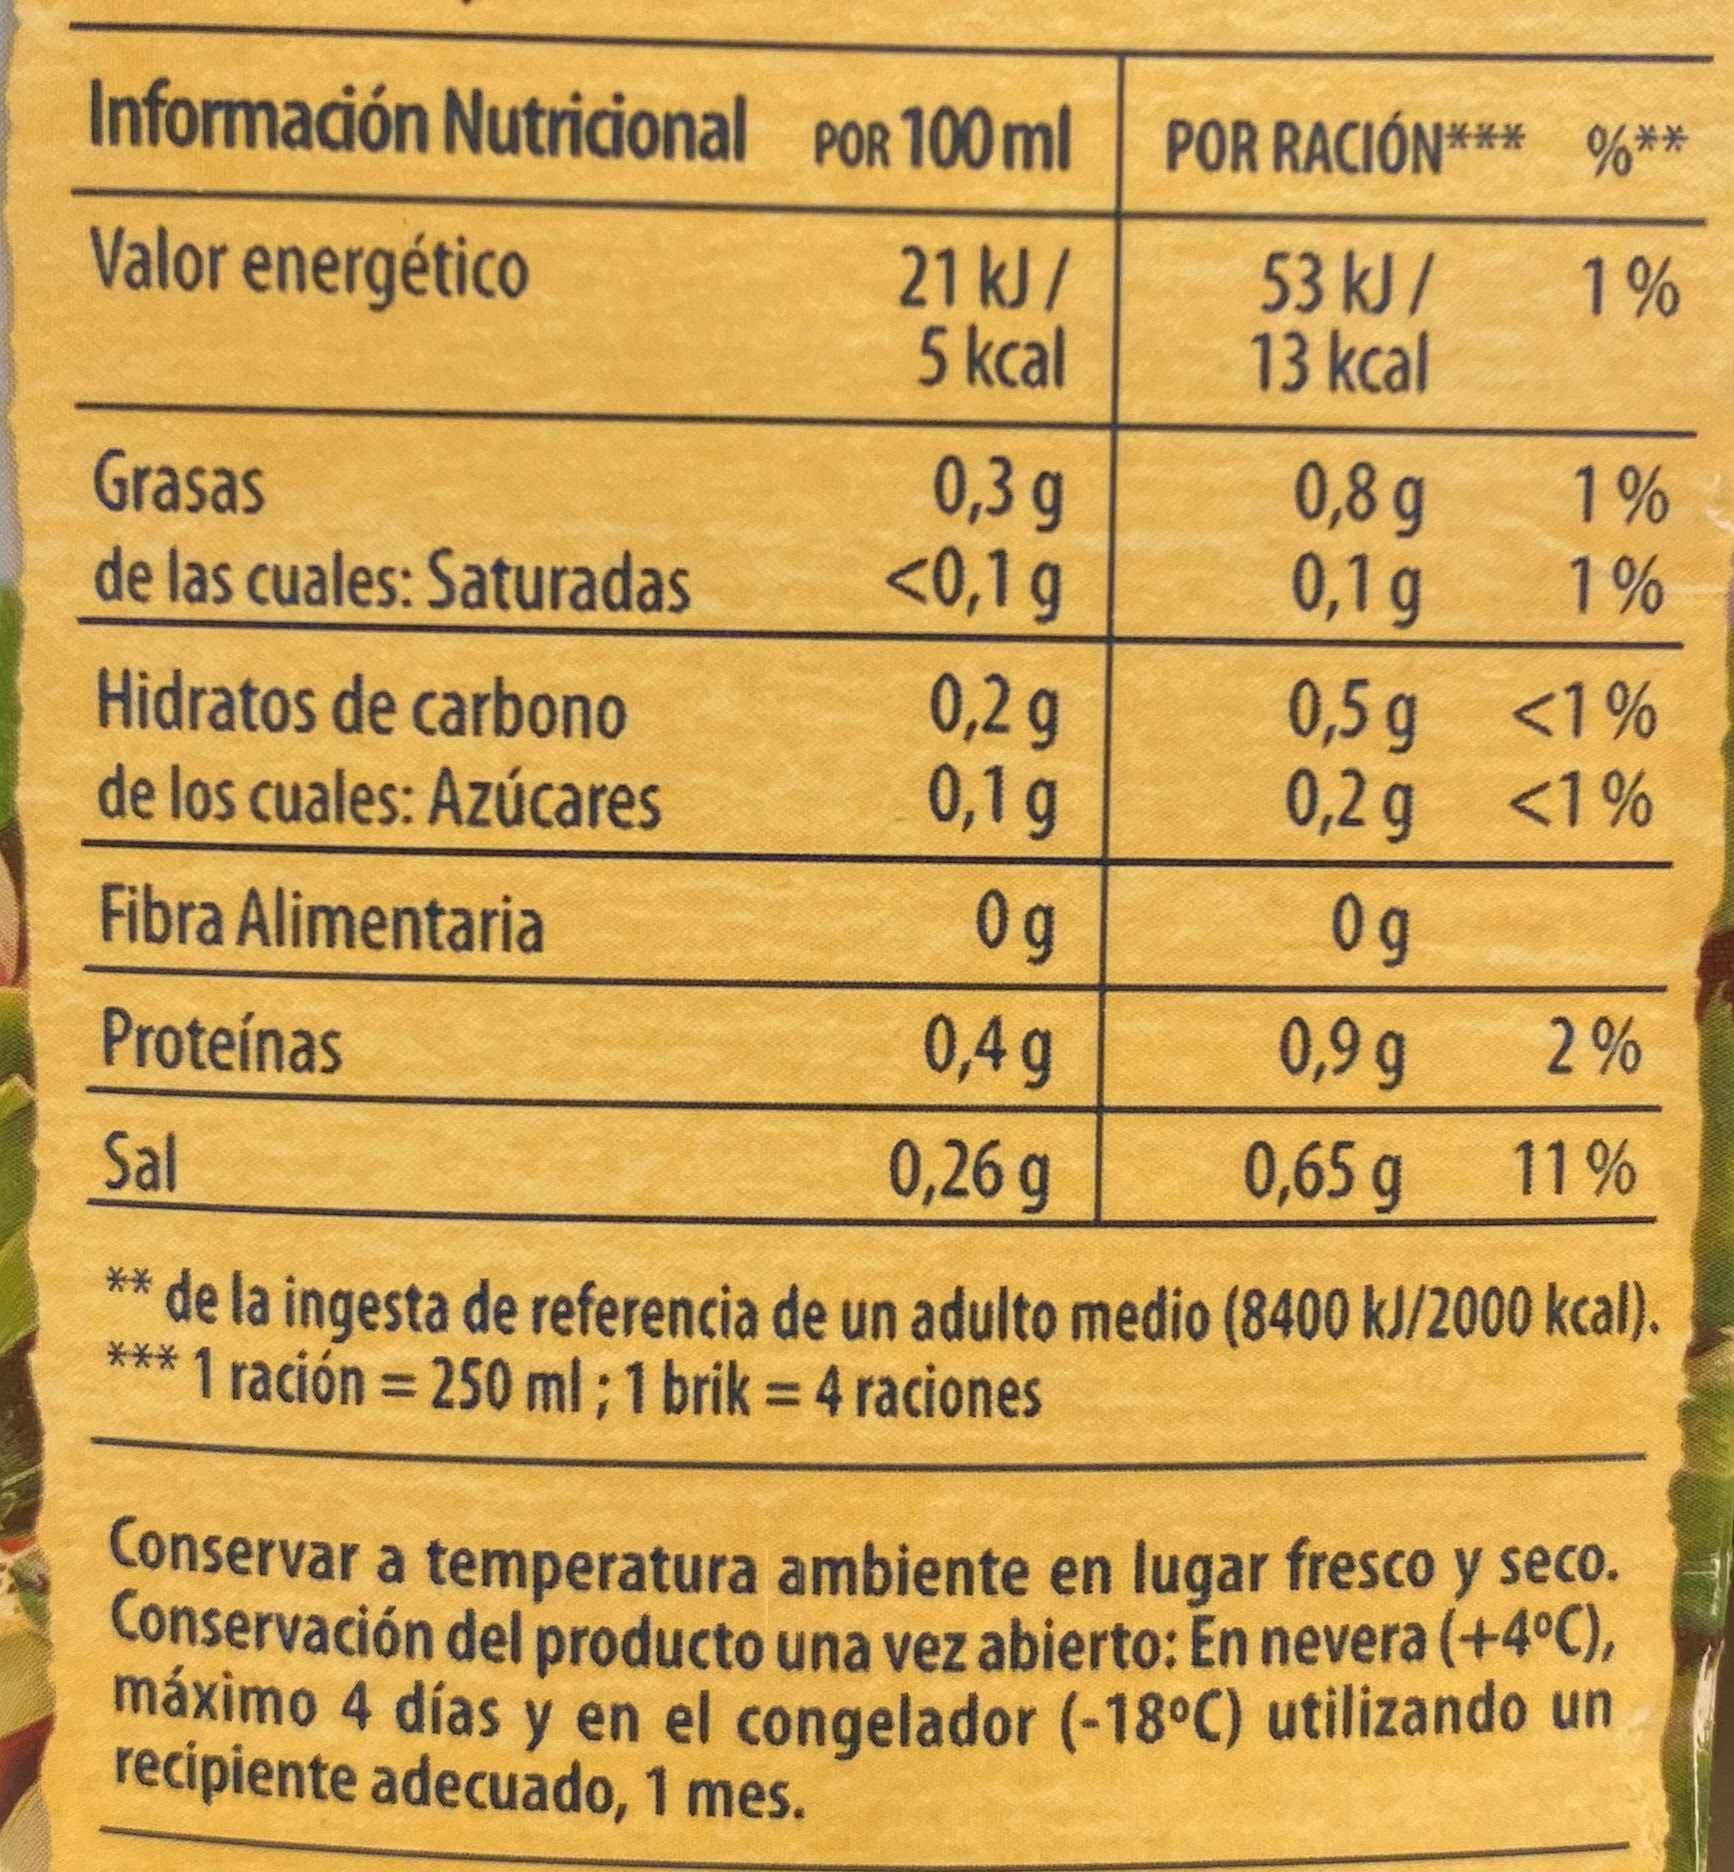 Información Nutricional POR 100 ml POR RACIÓN*** %**
Valor energético 21 kJ / 53 kJ / 1 %
5 kcal 13 kcal
Grasas 0,3 g 0,8 g 1 %
de las cuales: Saturadas <0,1 g 0,1 g 1 %
Hidratos de carbono 0,2 g 0,5 g <1 %
de los cuales: Azúcares 0,1 g 0,2 g <1 %
Fibra Alimentaria 0 g 0 g
Proteínas 0,4 g 0,9 g 2 %
Sal 0,26 g 0,65 g 11 %
** de la ingesta de referencia de un adulto medio (8400 kJ/2000 kcal).
*** 1 ración = 250 ml ; 1 brik = 4 raciones
Conservar a temperatura ambiente en lugar fresco y seco.
Conservación del producto una vez abierto: En nevera (+4ºC),
máximo 4 días y en el congelador (-18ºC) utilizando un
recipiente adecuado, 1 mes.